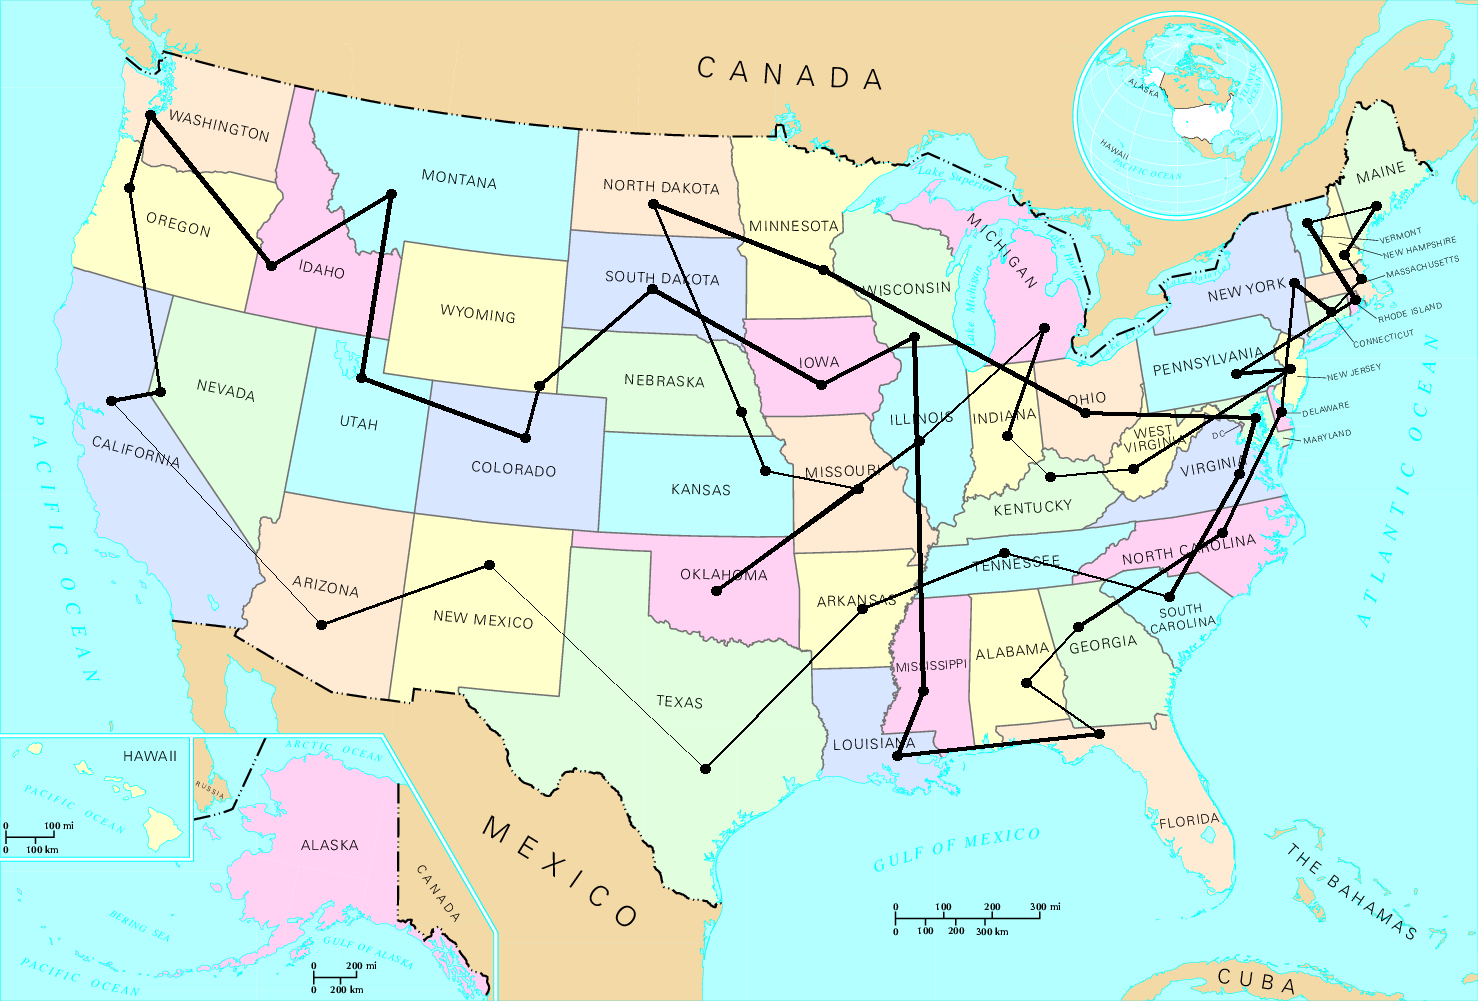 CANADA
ALASKA
ATLANTIC
OCEAN
HAWAII
PACIFIC OCEAN
WASHINGTON
MONTANA
NORTH DAKOTA
MINNESOTA
Lake Superior
MICHIGAN
MAINE
OREGON
IDAHO
SOUTH DAKOTA
WISCONSIN
Lake Michigan
VERMONT
NEW HAMPSHIRE
MASSACHUSETTS
NEW YORK
RHODE ISLAND
CONNECTICUT
WYOMING
IOWA
PENNSYLVANIA
NEW JERSEY
NEVADA
NEBRASKA
ILLINOIS
INDIANA
OHIO
DELAWARE
MARYLAND
DC
WEST
VIRGINIA
VIRGINIA
CALIFORNIA
UTAH
COLORADO
KANSAS
MISSOURI
KENTUCKY
PACIFIC OCEAN
ATLANTIC OCEAN
ARIZONA
NEW MEXICO
OKLAHOMA
ARKANSAS
TENNESSEE
NORTH CAROLINA
SOUTH
CAROLINA
TEXAS
MISSISSIPPI
ALABAMA
GEORGIA
LOUISIANA
FLORIDA
GULF OF MEXICO
MEXICO
THE BAHAMAS
CUBA
0 100 200 300 mi
0 100 200 300 km
HAWAII
PACIFIC OCEAN
0 100 mi
0 100 km
ARCTIC OCEAN
RUSSIA
ALASKA
CANADA
BERING SEA
GULF OF ALASKA
PACIFIC OCEAN
0 200 mi
0 200 km